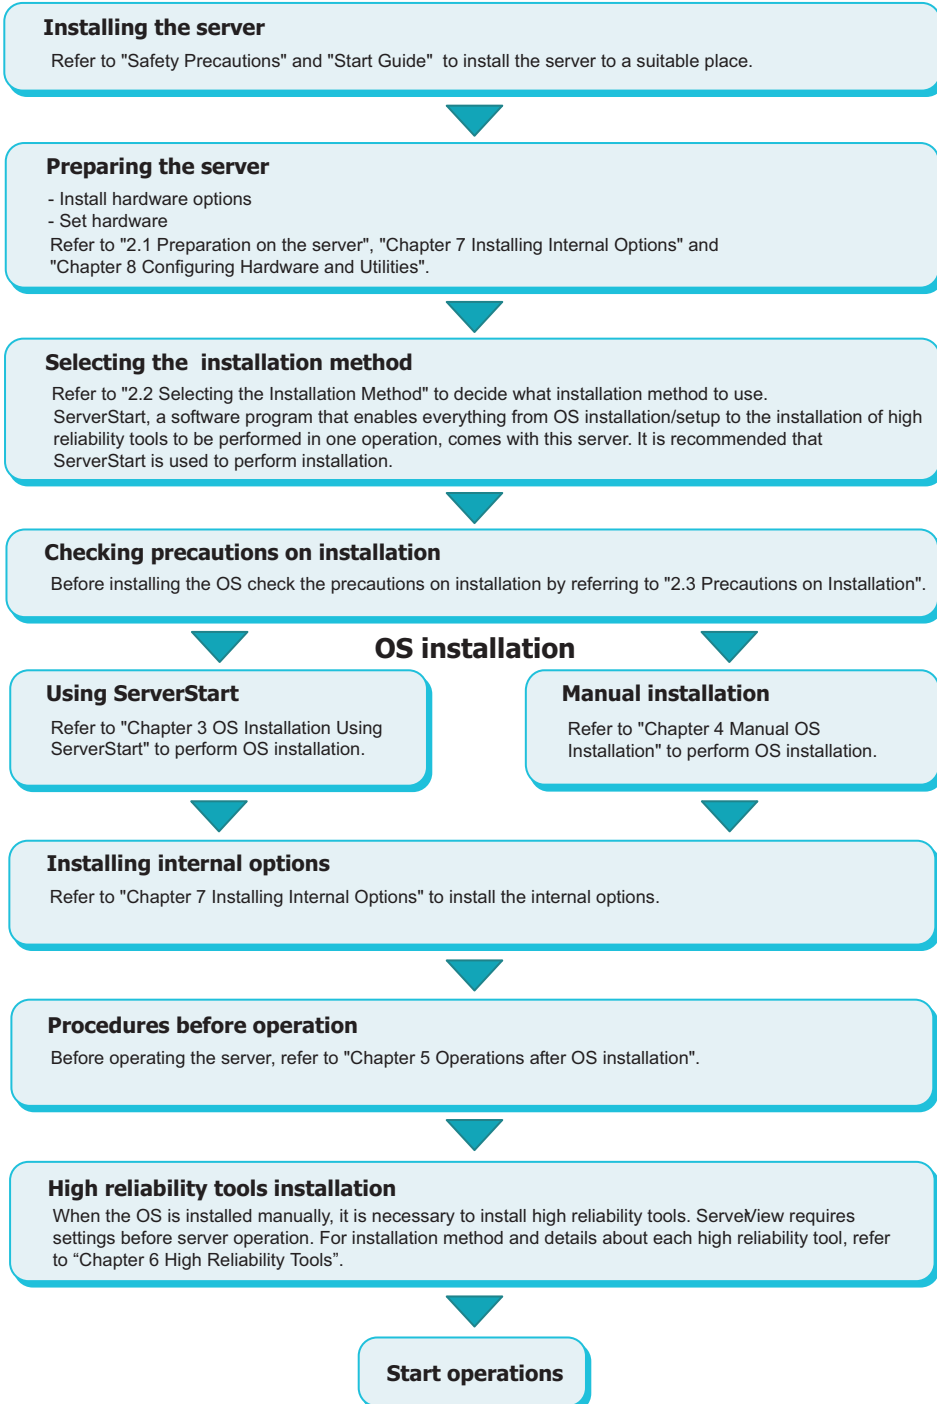 Installing the server
Refer to "Safety Precautions" and "Start Guide" to install the server to a suitable place.
Preparing the server
- Install hardware options
- Set hardware
Refer to "2.1 Preparation on the server", "Chapter 7 Installing Internal Options" and
"Chapter 8 Configuring Hardware and Utilities".
Selecting the installation method
Refer to "2.2 Selecting the Installation Method" to decide what installation method to use.
ServerStart, a software program that enables everything from OS installation/setup to the installation of high
reliability tools to be performed in one operation, comes with this server. It is recommended that
ServerStart is used to perform installation.
Checking precautions on installation
Before installing the OS check the precautions on installation by referring to "2.3 Precautions on Installation".
OS installation
Using ServerStart
Refer to "Chapter 3 OS Installation Using
ServerStart" to perform OS installation.
Manual installation
Refer to "Chapter 4 Manual OS
Installation" to perform OS installation.
Installing internal options
Refer to "Chapter 7 Installing Internal Options" to install the internal options.
Procedures before operation
Before operating the server, refer to "Chapter 5 Operations after OS installation".
High reliability tools installation
When the OS is installed manually, it is necessary to install high reliability tools. ServerView requires
settings before server operation. For installation method and details about each high reliability tool, refer
to “Chapter 6 High Reliability Tools”.
Start operations